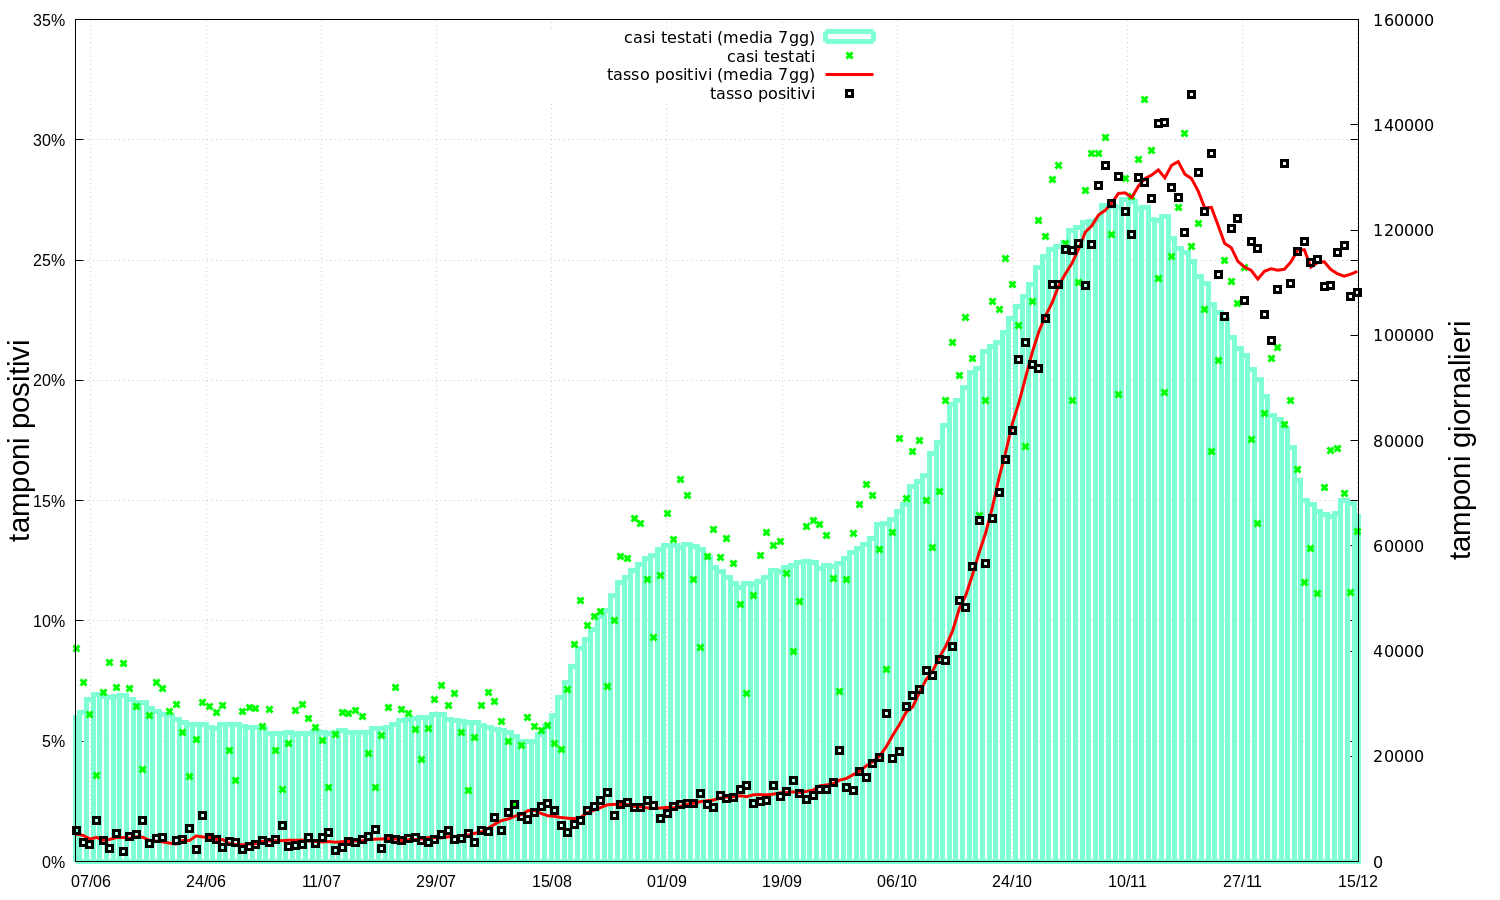 35%
160000
casi testati (media 7gg)
casi testati
tasso positivi (media 7gg)
tasso positivi
30%
140000
25%
120000
20%
100000
15%
80000
10%
60000
5%
40000
0%
20000
0
tamponi positivi
tamponi giornalieri
07/06 24/06 11/07 29/07 15/08 01/09 19/09 06/10 24/10 10/11 27/11 15/12